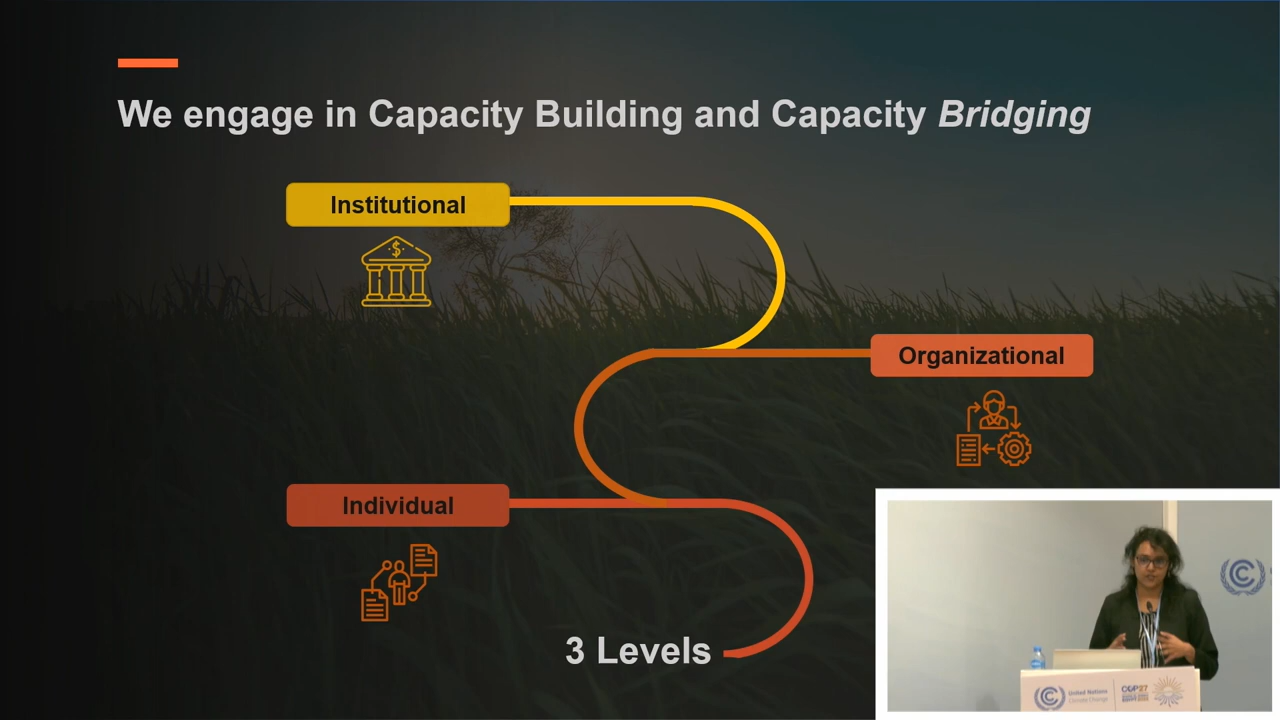 We engage in Capacity Building and Capacity Bridging
Institutional
$
Organizational
Individual
3 Levels
United Nations
Climate Change
COP27